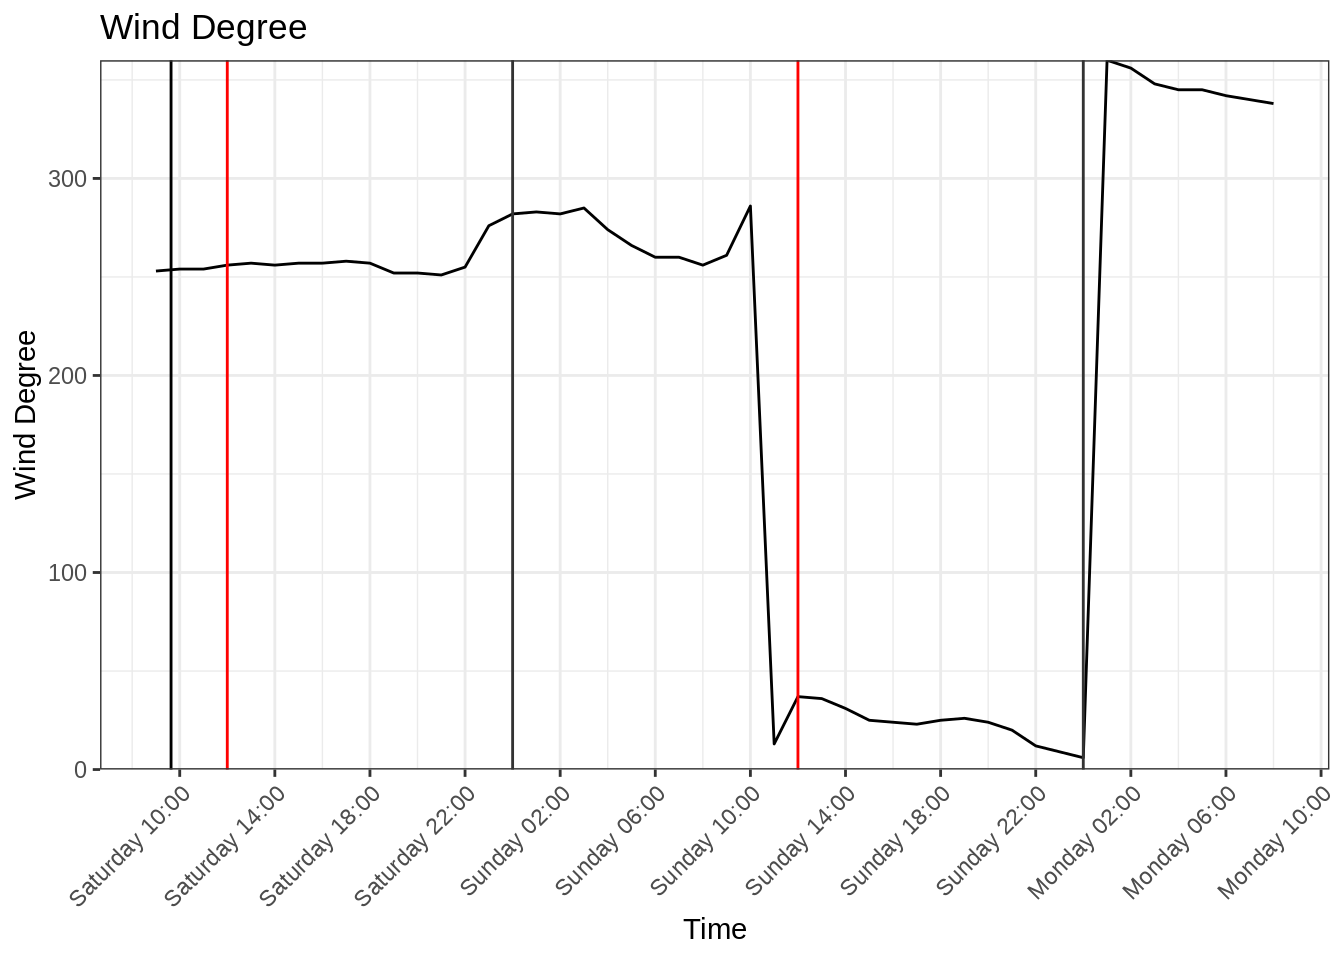 Wind Degree
Wind Degree
300
200
100
0
Saturday 10:00
Saturday 14:00
Saturday 18:00
Saturday 22:00
Sunday 02:00
Sunday 06:00
Sunday 10:00
Sunday 14:00
Sunday 18:00
Sunday 22:00
Monday 02:00
Monday 06:00
Monday 10:00
Time